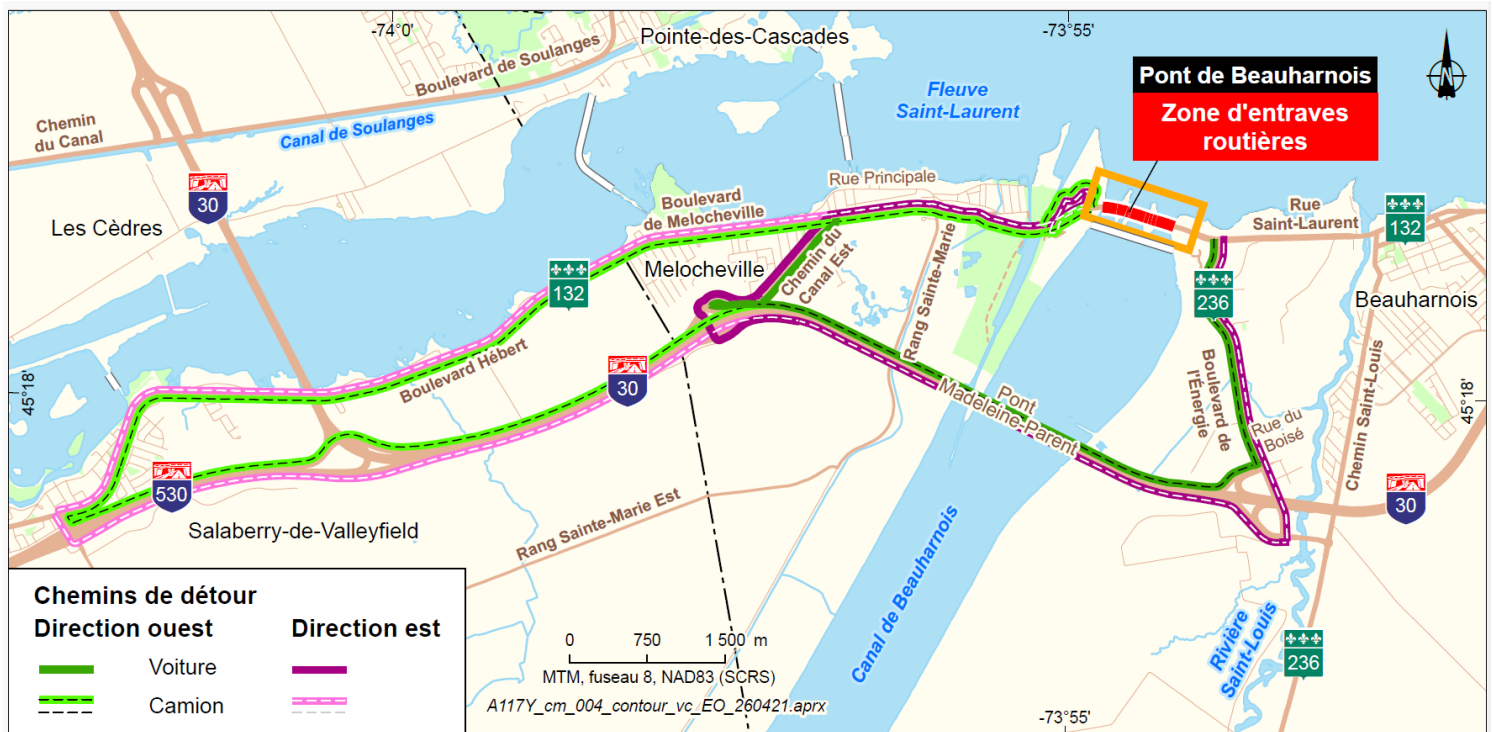 -74°0'
-73°55'
Pointe-des-Cascades
Boulevard de Soulanges
Chemin
du Canal
Canal de Soulanges
Fleuve
Saint-Laurent
Pont de Beauharnois
Zone d'entraves
routières
N
30
Les Cèdres
Boulevard
de Melocheville
Rue Principale
Rue
Saint-Laurent
132
Melocheville
132
Chemin du
Canal Est
Rang Sainte-Marie
236
Beauharnois
45°18'
Boulevard Hébert
30
Pont
Madeleine-Parent
Boulevard de
l'Énergie
Rue du
Boisé
Chemin Saint-Louis
45°18'
530
30
Salaberry-de-Valleyfield
Rang Sainte-Marie Est
Canal de Beauharnois
Rivière
Saint-Louis
236
Chemins de détour
Direction ouest
Direction est
Voiture
Camion
0 750 1 500 m
MTM, fuseau 8, NAD83 (SCRS)
A117Y_cm_004_contour_vc_EO_260421.aprx
-73°55'